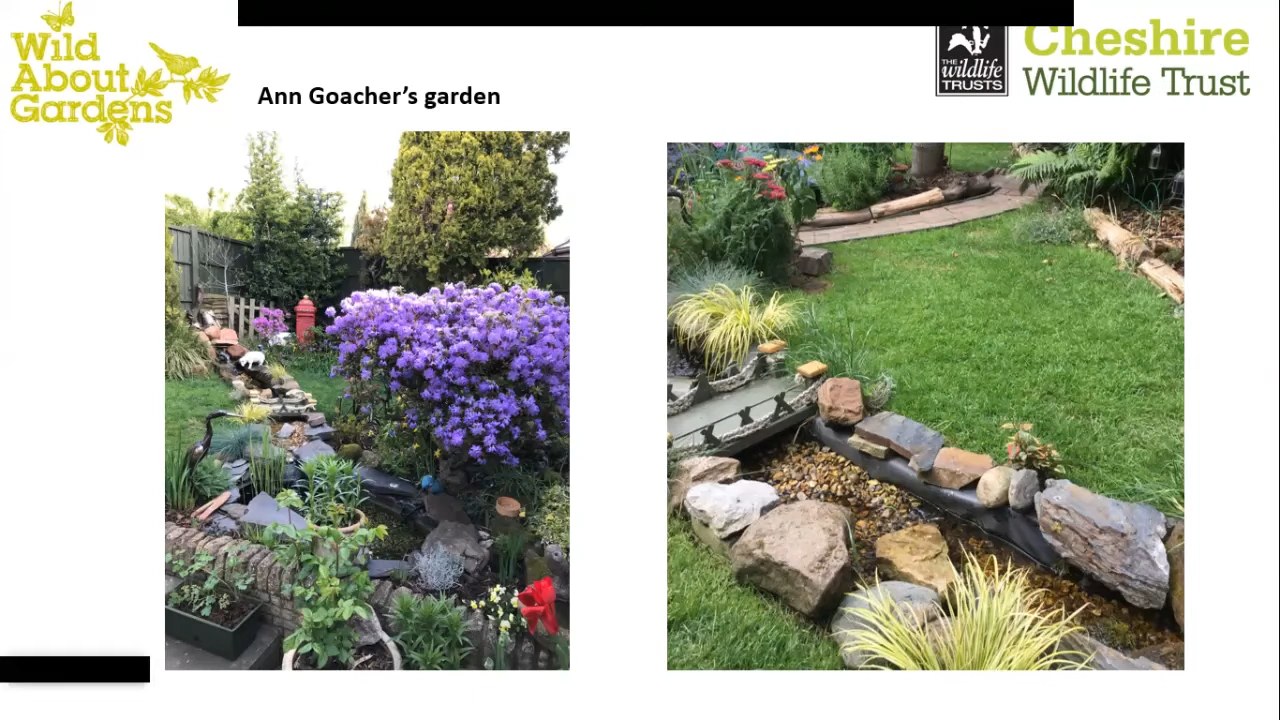 Wild
About
Gardens
Ann Goacher's garden
THE
wildlife
TRUSTS
Cheshire
Wildlife Trust